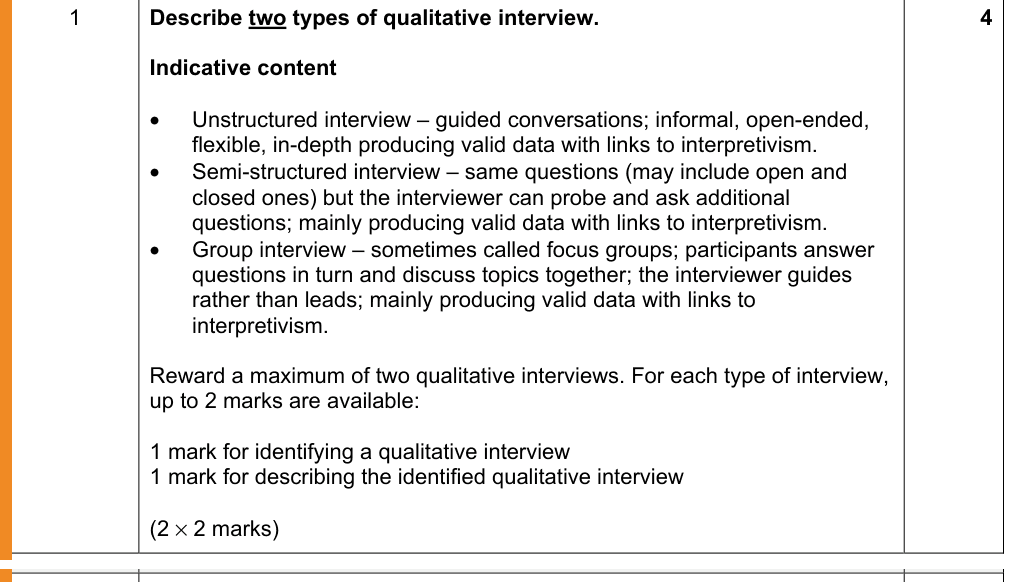 1 Describe two types of qualitative interview. 4
Indicative content
• Unstructured interview – guided conversations; informal, open-ended,
flexible, in-depth producing valid data with links to interpretivism.
• Semi-structured interview – same questions (may include open and
closed ones) but the interviewer can probe and ask additional
questions; mainly producing valid data with links to interpretivism.
• Group interview – sometimes called focus groups; participants answer
questions in turn and discuss topics together; the interviewer guides
rather than leads; mainly producing valid data with links to
interpretivism.
Reward a maximum of two qualitative interviews. For each type of interview,
up to 2 marks are available:
1 mark for identifying a qualitative interview
1 mark for describing the identified qualitative interview
(2 × 2 marks)